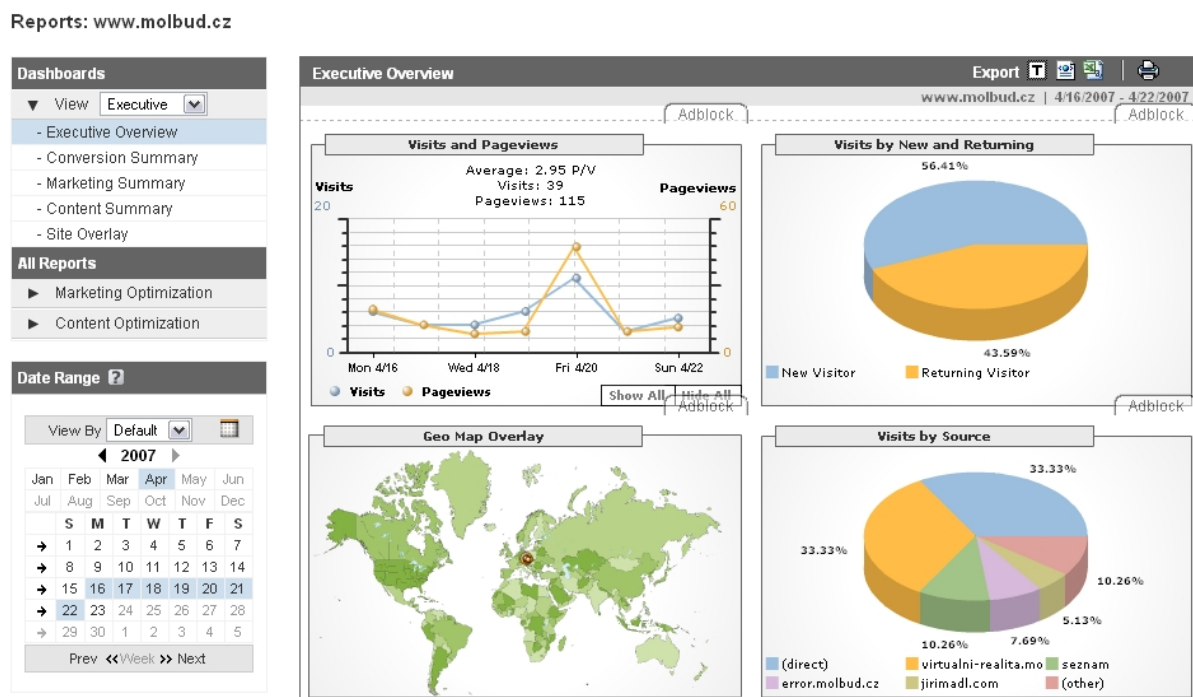 Reports: www.molbud.cz
Dashboards
View Executive
- Executive Overview
- Conversion Summary
- Marketing Summary
- Content Summary
- Site Overlay
All Reports
Marketing Optimization
Content Optimization
Date Range ?
View By Default
2007
Jan Feb Mar Apr May Jun
Jul Aug Sep Oct Nov Dec
S M T W T F S
1 2 3 4 5 6 7
8 9 10 11 12 13 14
15 16 17 18 19 20 21
22 23 24 25 26 27 28
29 30 1 2 3 4 5
Prev Week Next
Executive Overview Export T
www.molbud.cz | 4/16/2007 - 4/22/2007
Adblock Adblock
Visits and Pageviews
Average: 2.95 P/V
Visits: 39
Pageviews: 115
Visits Pageviews
20 60
0 0
Mon 4/16 Wed 4/18 Fri 4/20 Sun 4/22
Visits Pageviews
Show All Hide All
Visits by New and Returning
56.41%
43.59%
New Visitor Returning Visitor
Adblock Adblock
Geo Map Overlay
Visits by Source
33.33%
33.33%
10.26%
5.13%
7.69%
10.26%
(direct) virtualni-realita.mo seznam
error.molbud.cz jirimadl.com (other)